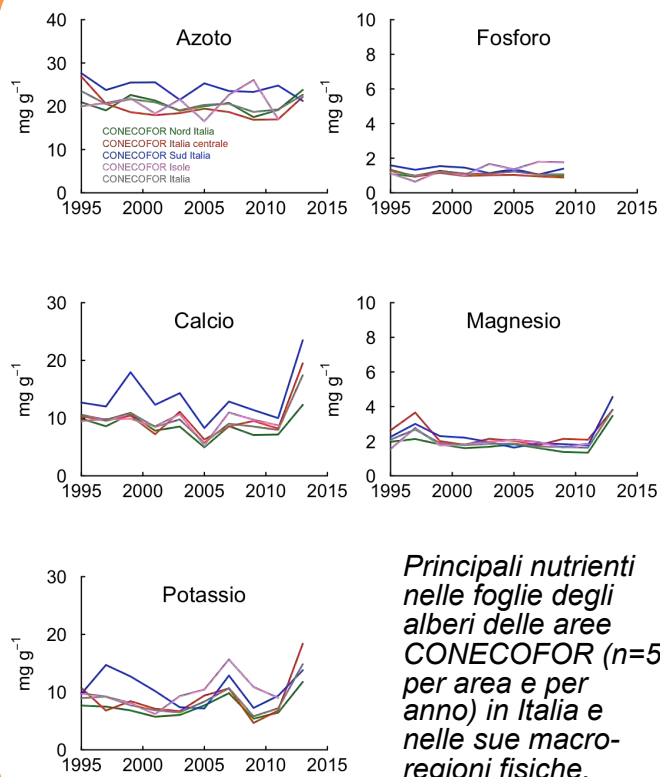 Azoto
mg g⁻¹
40
30
20
10
0
CONECOFOR Nord Italia
CONECOFOR Italia centrale
CONECOFOR Sud Italia
CONECOFOR Isole
CONECOFOR Italia
1995 2000 2005 2010 2015
Fosforo
mg g⁻¹
10
8
6
4
2
0
1995 2000 2005 2010 2015
Calcio
mg g⁻¹
30
20
10
0
1995 2000 2005 2010 2015
Magnesio
mg g⁻¹
10
8
6
4
2
0
1995 2000 2005 2010 2015
Potassio
mg g⁻¹
30
20
10
0
1995 2000 2005 2010 2015
Principali nutrienti
nelle foglie degli
alberi delle aree
CONECOFOR (n=5
per area e per
anno) in Italia e
nelle sue macro-
regioni fisiche.